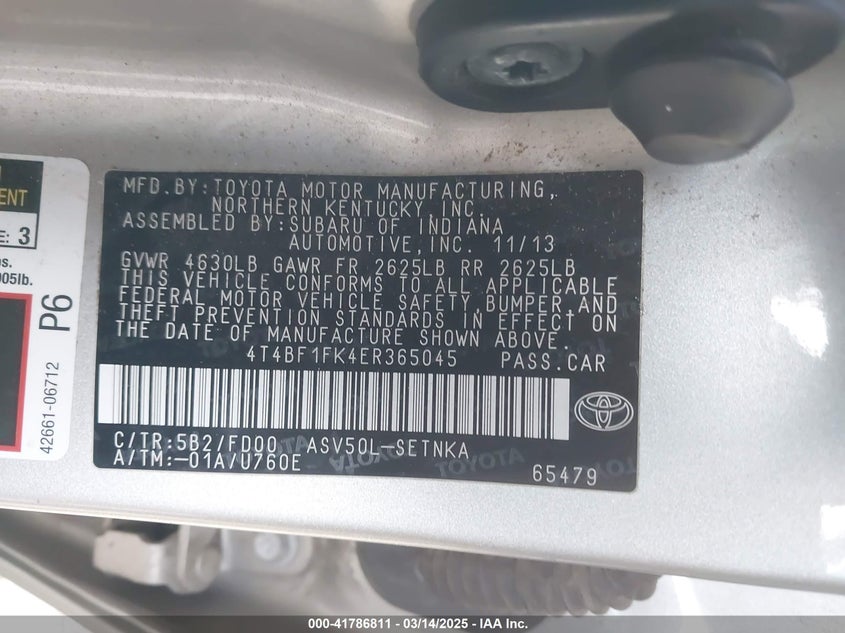 MFD.BY:TOYOTA MOTOR MANUFACTURING,
NORTHERN KENTUCKY, INC.
ASSEMBLED BY:SUBARU OF INDIANA
AUTOMOTIVE,INC. 11/13
GVWR 4630LB GAWR FR 2625LB RR 2625LB
THIS VEHICLE CONFORMS TO ALL APPLICABLE
FEDERAL MOTOR VEHICLE SAFETY, BUMPER,AND
THEFT PREVENTION STANDARDS IN EFFECT ON
THE DATE OF MANUFACTURE SHOWN ABOVE.
4T4BF1FK4ER365045 PASS.CAR
C/TR:5B2/FD00 ASV50L-SETNKA
A/TM:-01A/U760E
65479
TOYOTA
E: 3
005lb.
P6
42661-06712
000-41786811 - 03/14/2025 - IAA Inc.